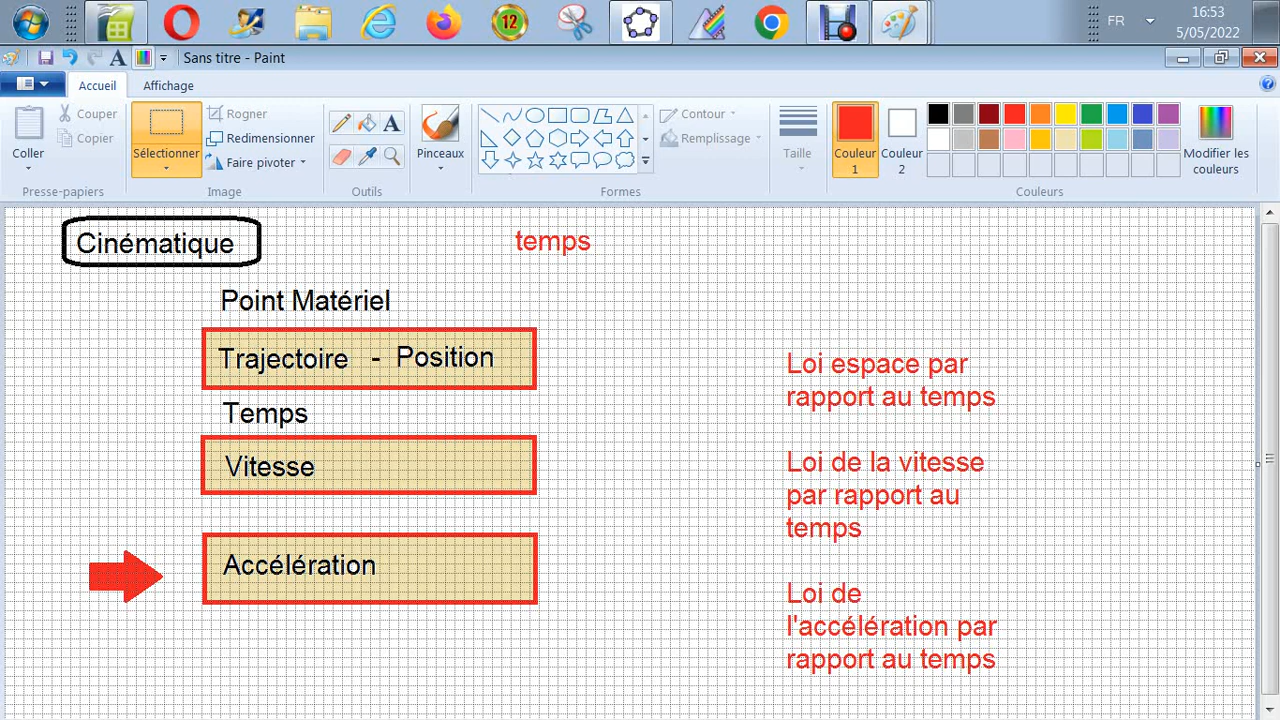 12
FR
16:53
5/05/2022
Sans titre - Paint
Accueil
Affichage
Coller
Couper
Copier
Presse-papiers
Sélectionner
Rogner
Redimensionner
Faire pivoter
Image
Outils
Pinceaux
Contour
Remplissage
Formes
Taille
Couleur
1
Couleur
2
Modifier les
couleurs
Couleurs
Cinématique
temps
Point Matériel
Trajectoire - Position
Temps
Vitesse
Accélération
Loi espace par
rapport au temps
Loi de la vitesse
par rapport au
temps
Loi de
l'accélération par
rapport au temps